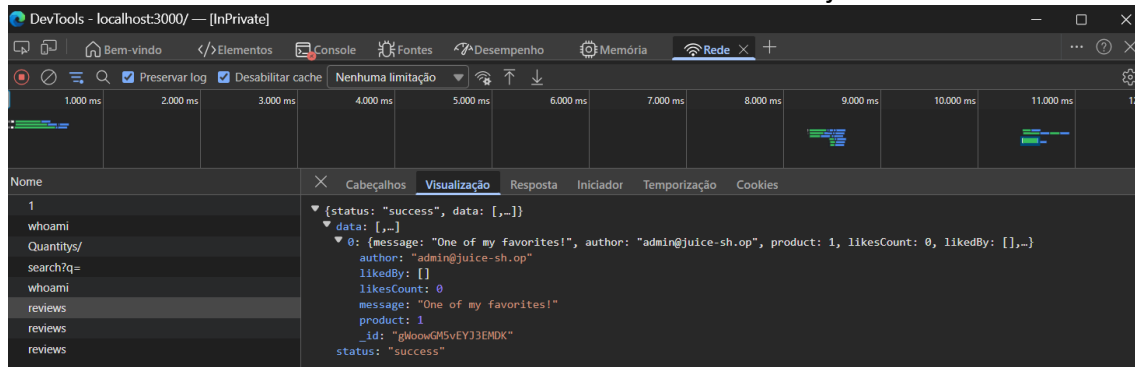 DevTools - localhost:3000/ — [InPrivate]
Bem-vindo </>Elementos Console Fontes Desempenho Memória Rede
Preservar log Desabilitar cache Nenhuma limitação
1.000 ms 2.000 ms 3.000 ms 4.000 ms 5.000 ms 6.000 ms 7.000 ms 8.000 ms 9.000 ms 10.000 ms 11.000 ms
Nome
Cabeçalhos Visualização Resposta Iniciador Temporização Cookies
1
whoami
Quantitys/
search?q=
whoami
reviews
reviews
reviews
{status: "success", data: [,…]}
data: [,…]
0: {message: "One of my favorites!", author: "admin@juice-sh.op", product: 1, likesCount: 0, likedBy: [],…}
author: "admin@juice-sh.op"
likedBy: []
likesCount: 0
message: "One of my favorites!"
product: 1
_id: "gWoowGM5vEYJ3EMDK"
status: "success"